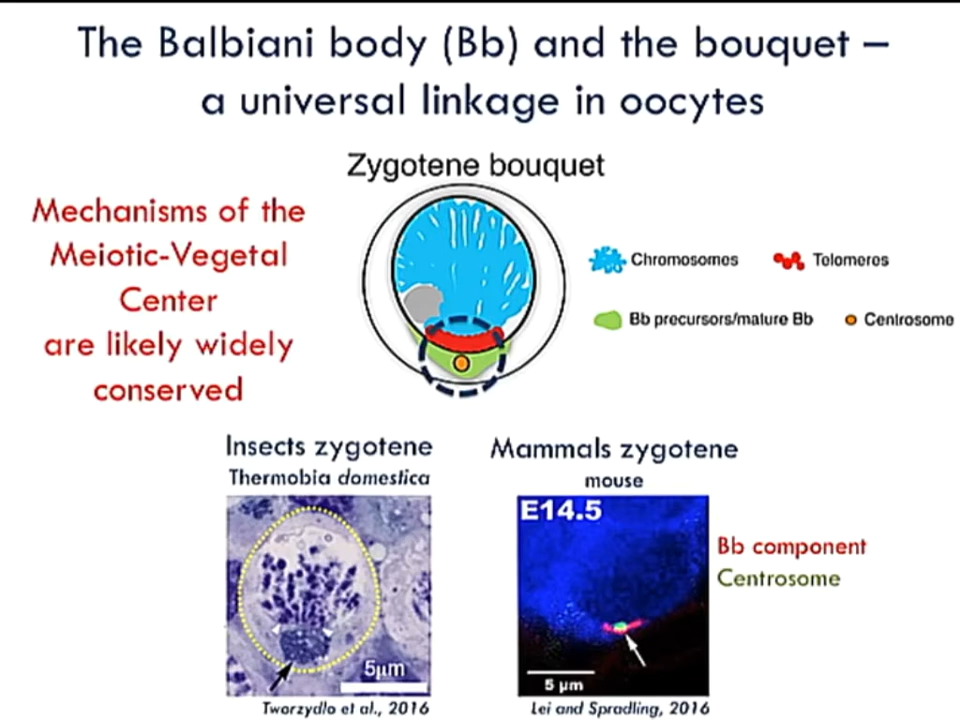 The Balbiani body (Bb) and the bouquet –
a universal linkage in oocytes
Zygotene bouquet
Mechanisms of the
Meiotic-Vegetal
Center
are likely widely
conserved
Chromosomes
Telomeres
Bb precursors/mature Bb
Centrosome
Insects zygotene
Thermobia domestica
5µm
Tworzydlo et al., 2016
Mammals zygotene
mouse
E14.5
5 µm
Bb component
Centrosome
Lei and Spradling, 2016